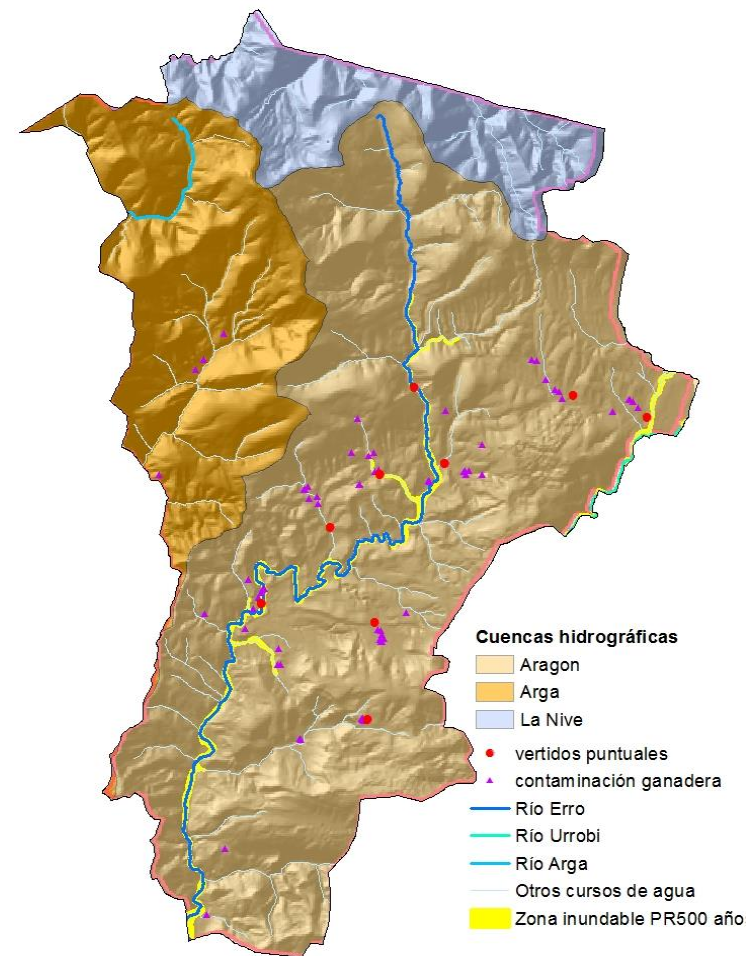 Cuencas hidrográficas
Aragon
Arga
La Nive
vertidos puntuales
contaminación ganadera
Río Erro
Río Urrobi
Río Arga
Otros cursos de agua
Zona inundable PR500 año